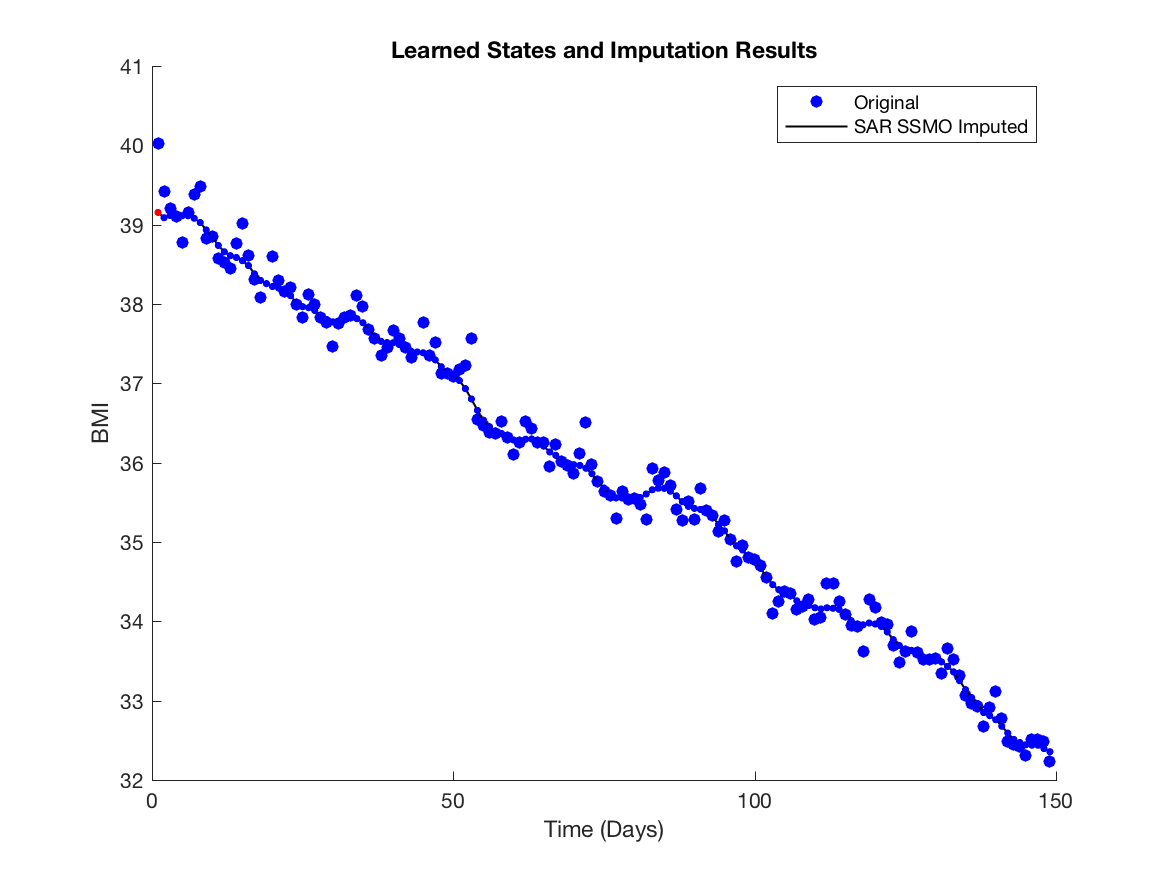 Learned States and Imputation Results
41
40
39
38
37
36
35
34
33
32
BMI
Original
SAR SSMO Imputed
0
50
100
150
Time (Days)